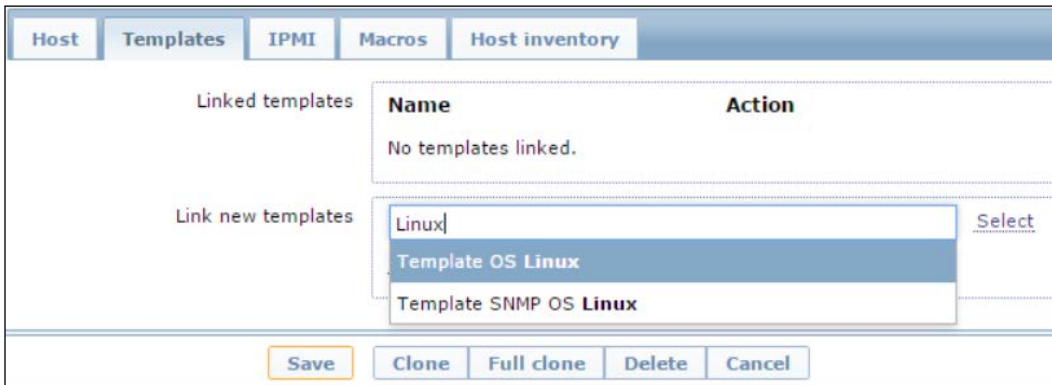 Host Templates IPMI Macros Host inventory
Linked templates Name Action
No templates linked.
Link new templates Linux Select
Template OS Linux
Template SNMP OS Linux
Save Clone Full clone Delete Cancel